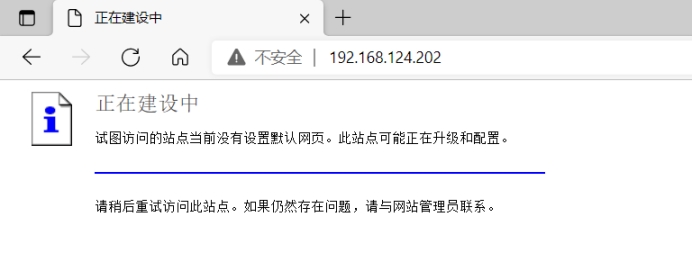 正在建设中
不安全 | 192.168.124.202
正在建设中
试图访问的站点当前没有设置默认网页。此站点可能正在升级和配置。
请稍后重试访问此站点。如果仍然存在问题，请与网站管理员联系。